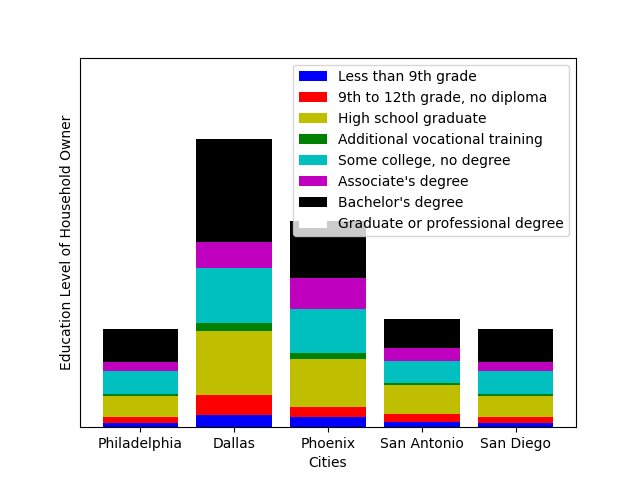 Less than 9th grade
9th to 12th grade, no diploma
High school graduate
Additional vocational training
Some college, no degree
Associate's degree
Bachelor's degree
Graduate or professional degree
Education Level of Household Owner
Philadelphia
Dallas
Phoenix
San Antonio
San Diego
Cities